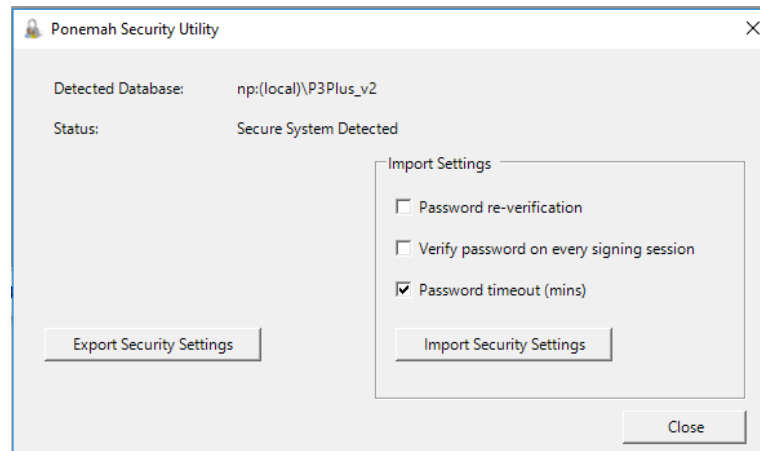 Ponemah Security Utility
Detected Database: np:(local)\P3Plus_v2
Status: Secure System Detected
Import Settings
Password re-verification
Verify password on every signing session
Password timeout (mins)
Export Security Settings
Import Security Settings
Close